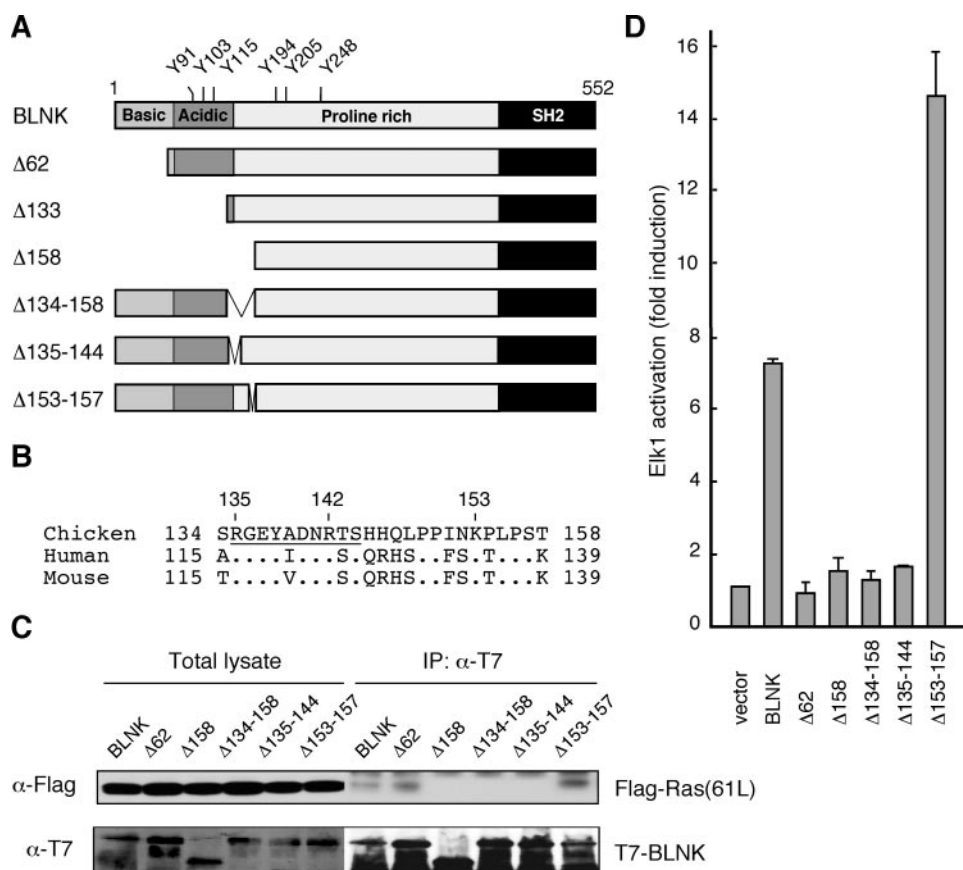 A
Y91 Y103 Y115 Y194 Y205 Y248
1 552
BLNK Basic Acidic Proline rich SH2
Δ62
Δ133
Δ158
Δ134-158
Δ135-144
Δ153-157
B
135 142 153
Chicken 134 SRGEYADNRTSHHQLPPINKPLPST 158
Human 115 A....I...S.QRHS..FS.T...K 139
Mouse 115 T....V...S.QRHS..FS.T...K 139
C
Total lysate IP: α-T7
BLNK Δ62 Δ158 Δ134-158 Δ135-144 Δ153-157 BLNK Δ62 Δ158 Δ134-158 Δ135-144 Δ153-157
α-Flag Flag-Ras(61L)
α-T7 T7-BLNK
D
Elk1 activation (fold induction)
16
14
12
10
8
6
4
2
0
vector BLNK Δ62 Δ158 Δ134-158 Δ135-144 Δ153-157